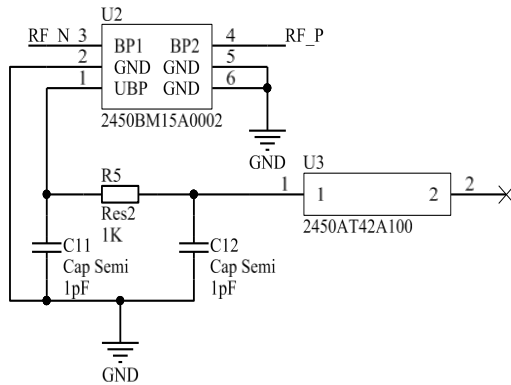 U2
RF_N 3 BP1 BP2 4 RF_P
2 GND GND 5
1 UBP GND 6
2450BM15A0002
GND
U3
1 1 2 2
2450AT42A100
R5
Res2
1K
C11
Cap Semi
1pF
C12
Cap Semi
1pF
GND